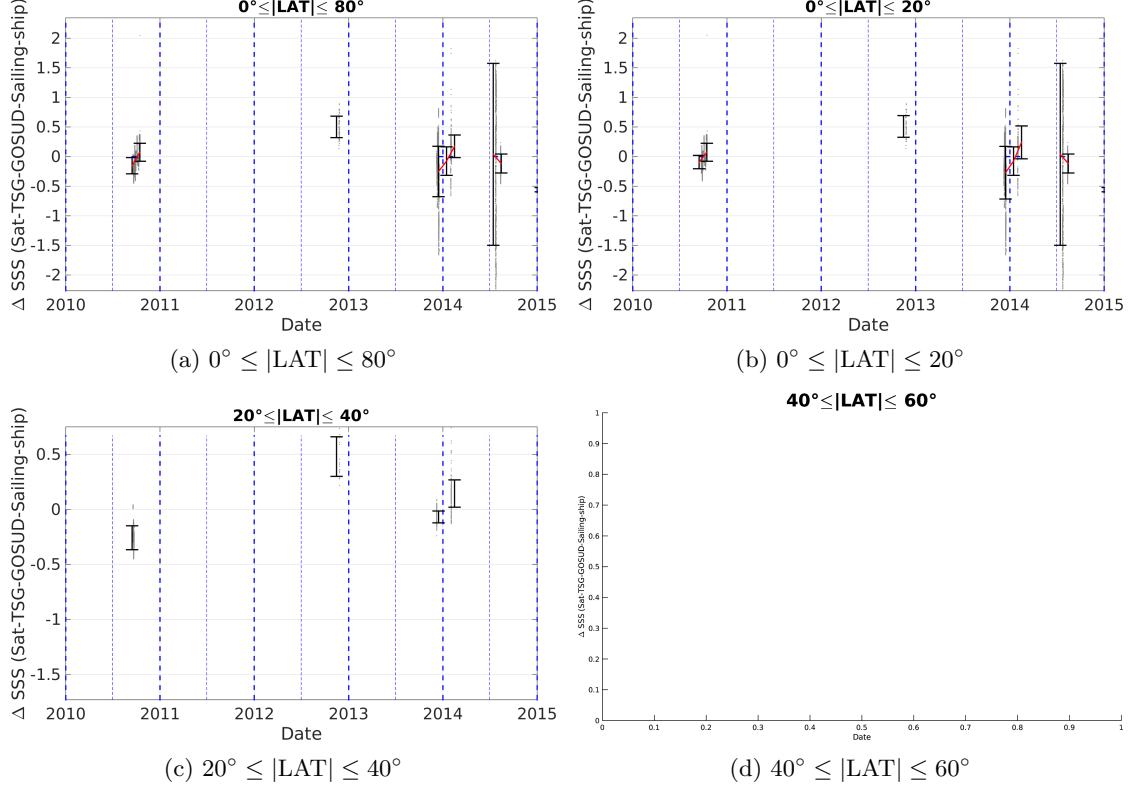 0°≤|LAT|≤ 80°
Δ SSS (Sat-TSG-GOSUD-Sailing-ship)
2
1.5
1
0.5
0
-0.5
-1
-1.5
-2
2010 2011 2012 2013 2014 2015
Date
(a) 0° ≤ |LAT| ≤ 80°
0°≤|LAT|≤ 20°
Δ SSS (Sat-TSG-GOSUD-Sailing-ship)
2
1.5
1
0.5
0
-0.5
-1
-1.5
-2
2010 2011 2012 2013 2014 2015
Date
(b) 0° ≤ |LAT| ≤ 20°
20°≤|LAT|≤ 40°
Δ SSS (Sat-TSG-GOSUD-Sailing-ship)
0.5
0
-0.5
-1
-1.5
2010 2011 2012 2013 2014 2015
Date
(c) 20° ≤ |LAT| ≤ 40°
40°≤|LAT|≤ 60°
Δ SSS (Sat-TSG-GOSUD-Sailing-ship)
1
0.9
0.8
0.7
0.6
0.5
0.4
0.3
0.2
0.1
0
0 0.1 0.2 0.3 0.4 0.5 0.6 0.7 0.8 0.9 1
Date
(d) 40° ≤ |LAT| ≤ 60°